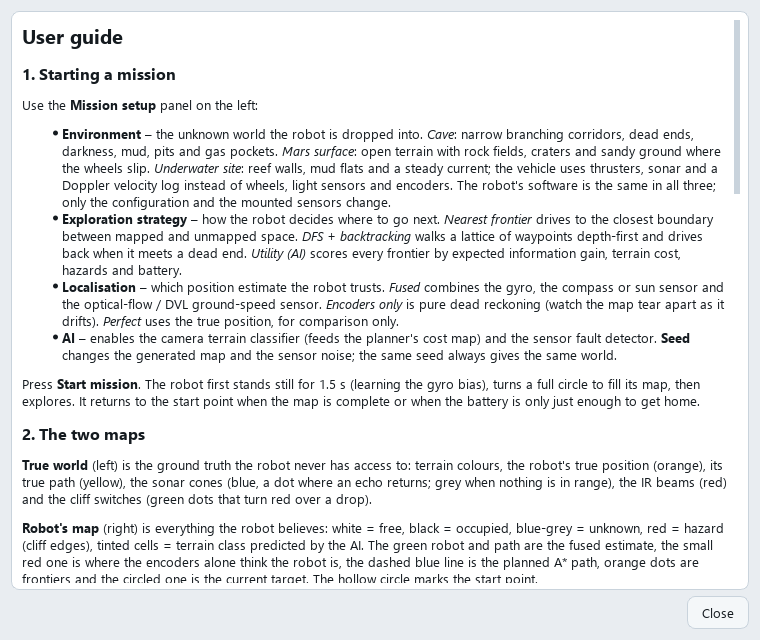 User guide
1. Starting a mission
Use the Mission setup panel on the left:
• Environment – the unknown world the robot is dropped into. Cave: narrow branching corridors, dead ends,
darkness, mud, pits and gas pockets. Mars surface: open terrain with rock fields, craters and sandy ground where
the wheels slip. Underwater site: reef walls, mud flats and a steady current; the vehicle uses thrusters, sonar and a
Doppler velocity log instead of wheels, light sensors and encoders. The robot's software is the same in all three;
only the configuration and the mounted sensors change.
• Exploration strategy – how the robot decides where to go next. Nearest frontier drives to the closest boundary
between mapped and unmapped space. DFS + backtracking walks a lattice of waypoints depth-first and drives
back when it meets a dead end. Utility (AI) scores every frontier by expected information gain, terrain cost,
hazards and battery.
• Localisation – which position estimate the robot trusts. Fused combines the gyro, the compass or sun sensor and
the optical-flow / DVL ground-speed sensor. Encoders only is pure dead reckoning (watch the map tear apart as it
drifts). Perfect uses the true position, for comparison only.
• AI – enables the camera terrain classifier (feeds the planner's cost map) and the sensor fault detector. Seed
changes the generated map and the sensor noise; the same seed always gives the same world.
Press Start mission. The robot first stands still for 1.5 s (learning the gyro bias), turns a full circle to fill its map, then
explores. It returns to the start point when the map is complete or when the battery is only just enough to get home.
2. The two maps
True world (left) is the ground truth the robot never has access to: terrain colours, the robot's true position (orange), its
true path (yellow), the sonar cones (blue, a dot where an echo returns; grey when nothing is in range), the IR beams (red)
and the cliff switches (green dots that turn red over a drop).
Robot's map (right) is everything the robot believes: white = free, black = occupied, blue-grey = unknown, red = hazard
(cliff edges), tinted cells = terrain class predicted by the AI. The green robot and path are the fused estimate, the small
red one is where the encoders alone think the robot is, the dashed blue line is the planned A* path, orange dots are
frontiers and the circled one is the current target. The hollow circle marks the start point.
Close